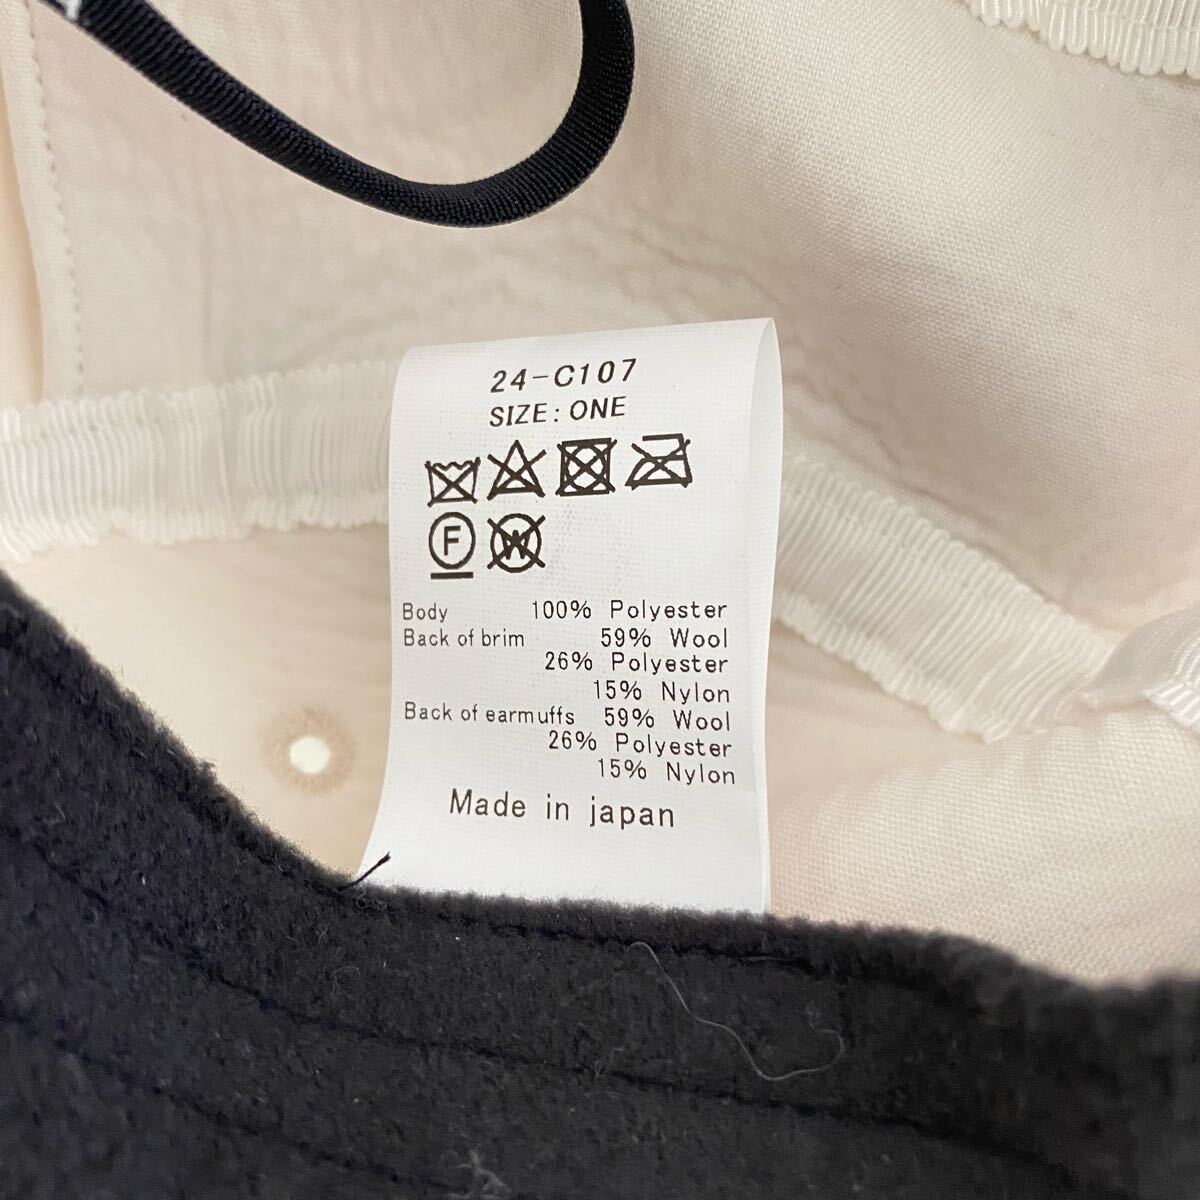 24-C107
SIZE: ONE
F W
Body 100% Polyester
Back of brim 59% Wool
26% Polyester
15% Nylon
Back of earmuffs 59% Wool
26% Polyester
15% Nylon
Made in japan